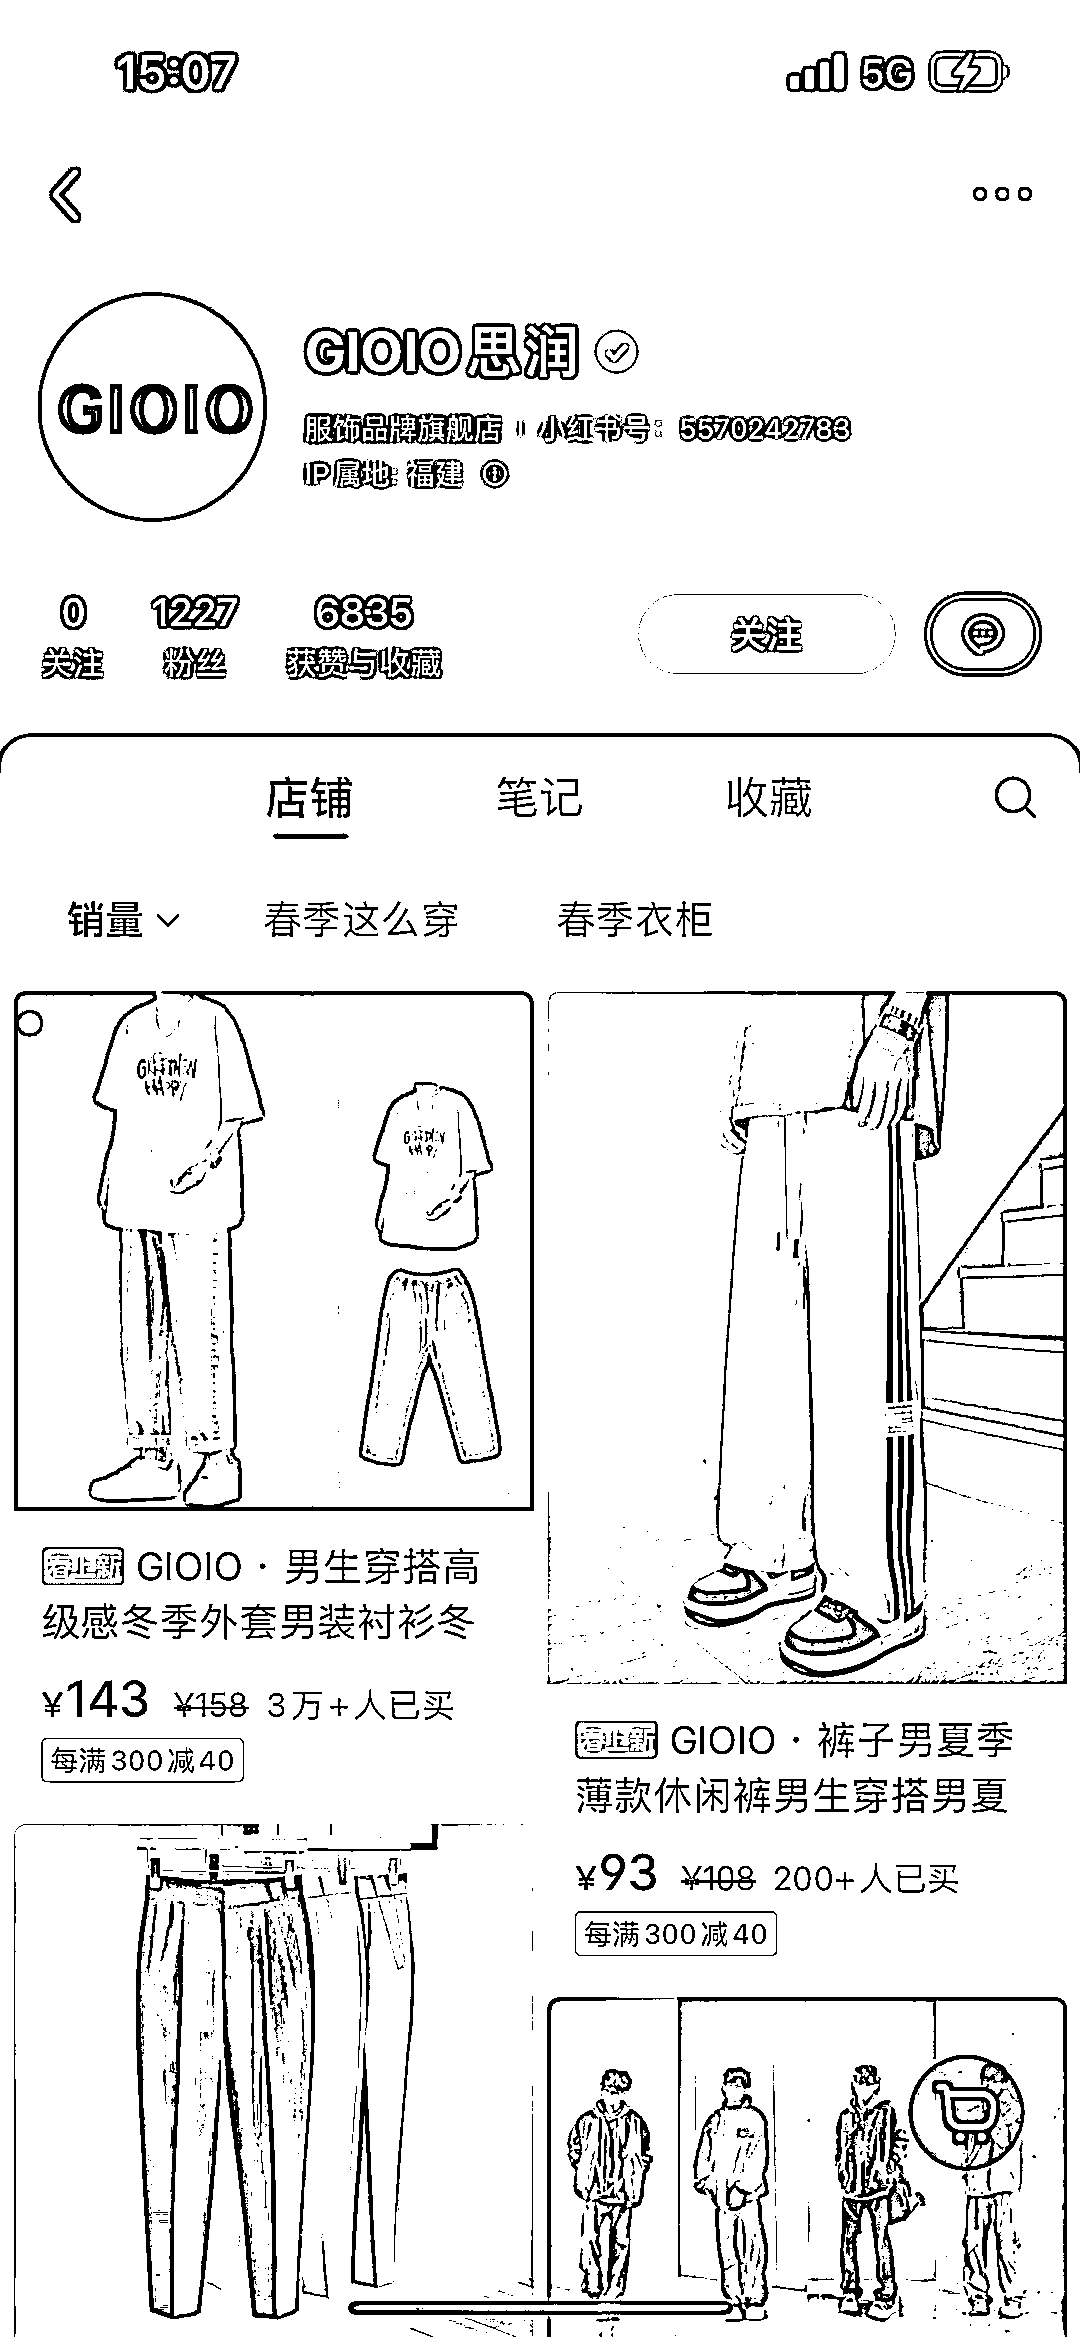 15:07
5G
GIOIO
GIOIO思润
服饰品牌旗舰店
小红书号: 5570242783
IP属地: 福建
0
关注
1227
粉丝
6835
获赞与收藏
关注
店铺
笔记
收藏
销量
春季这么穿
春季衣柜
春上新 GIOIO · 男生穿搭高
级感冬季外套男装衬衫冬
¥143 ¥158 3万+人已买
每满300减40
春上新 GIOIO · 裤子男夏季
薄款休闲裤男生穿搭男夏
¥93 ¥108 200+人已买
每满300减40